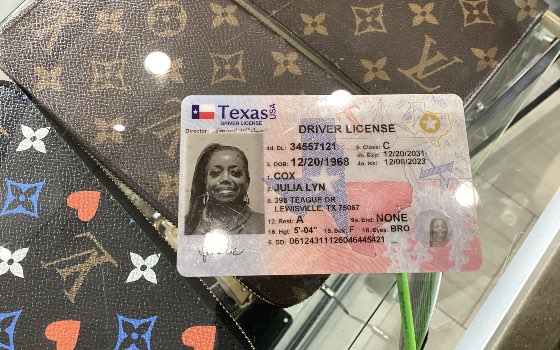 Texas USA
DRIVER LICENSE
Director:
DRIVER LICENSE
4d. DL: 34557121 9. Class: C
4b. Exp: 12/20/2031
3. DOB: 12/20/1968 4a. Iss: 12/06/2023
1. COX
2. JULIA LYN
8. 398 TEAGUE DR
LEWISVILLE, TX 75067
12. Rest: A 9a. End: NONE
16. Hgt: 5'-04" 15. Sex: F 18. Eyes: BRO
5. DD: 06124311126046445421